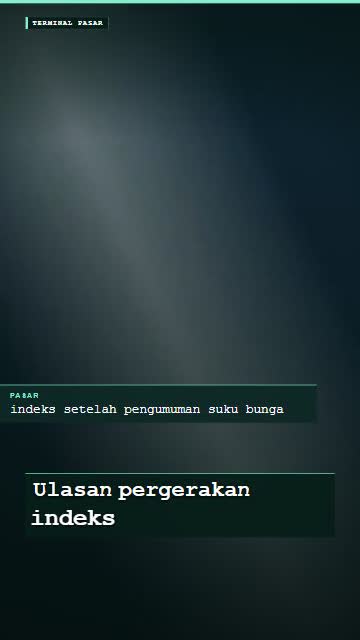 TERMINAL PASAR
PASAR
indeks setelah pengumuman suku bunga
Ulasan pergerakan
indeks